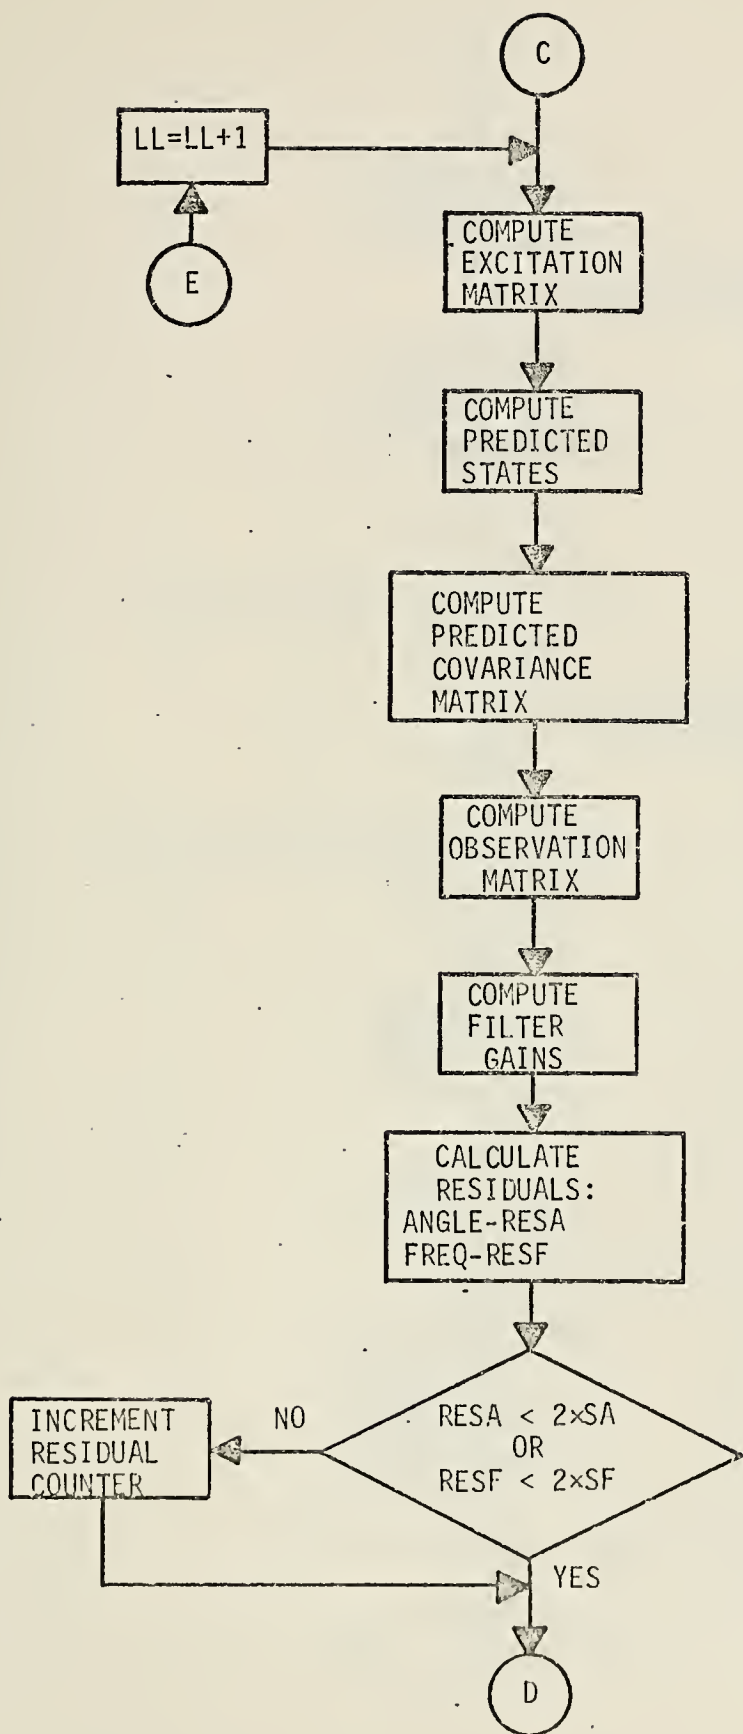 C
LL=LL+1
E
COMPUTE
EXCITATION
MATRIX
COMPUTE
PREDICTED
STATES
COMPUTE
PREDICTED
COVARIANCE
MATRIX
COMPUTE
OBSERVATION
MATRIX
COMPUTE
FILTER
GAINS
CALCULATE
RESIDUALS:
ANGLE-RESA
FREQ-RESF
RESA < 2×SA
OR
RESF < 2×SF
NO
INCREMENT
RESIDUAL
COUNTER
YES
D